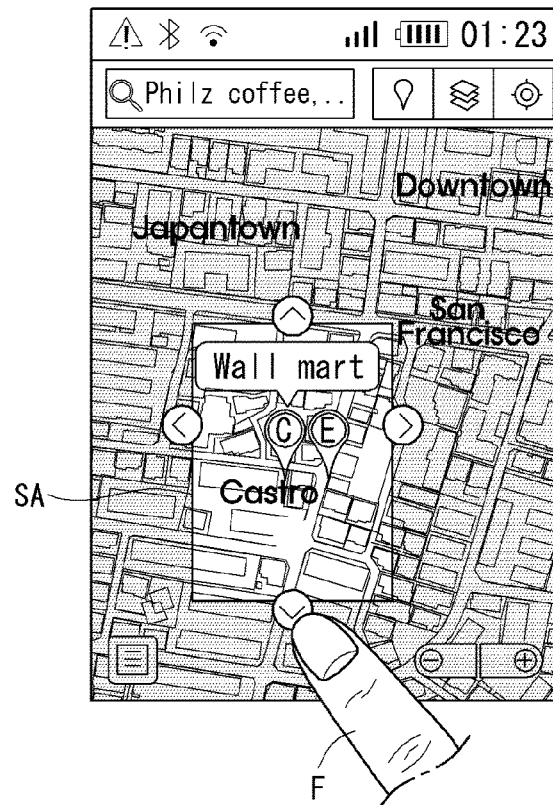 01:23
Philz coffee,..
Downtown
Japantown
San
Francisco
Wall mart
C E
Castro
SA
F